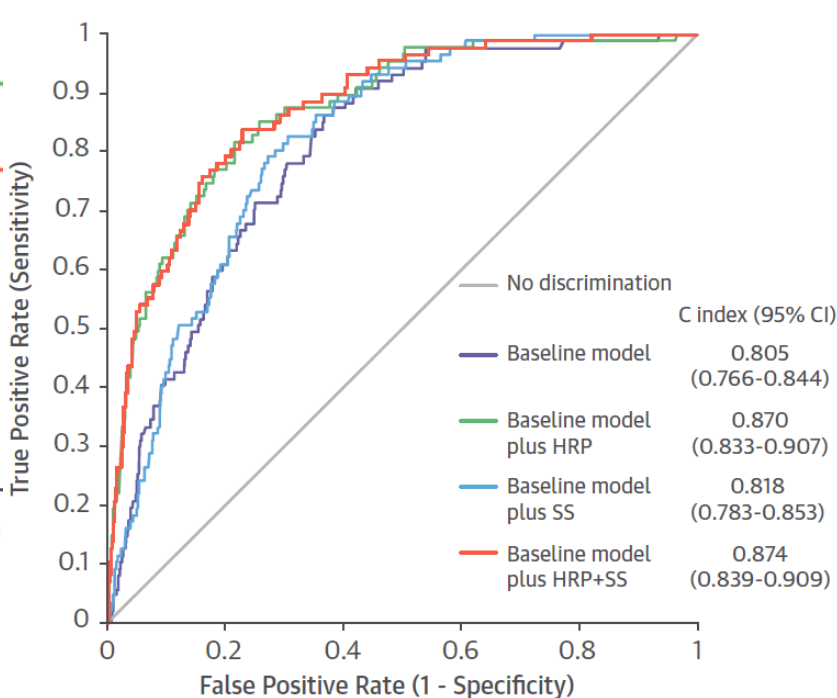 1
0.9
0.8
0.7
0.6
0.5
0.4
0.3
0.2
0.1
0
True Positive Rate (Sensitivity)
No discrimination
C index (95% CI)
Baseline model 0.805
(0.766-0.844)
Baseline model 0.870
plus HRP (0.833-0.907)
Baseline model 0.818
plus SS (0.783-0.853)
Baseline model 0.874
plus HRP+SS (0.839-0.909)
0 0.2 0.4 0.6 0.8 1
False Positive Rate (1 - Specificity)